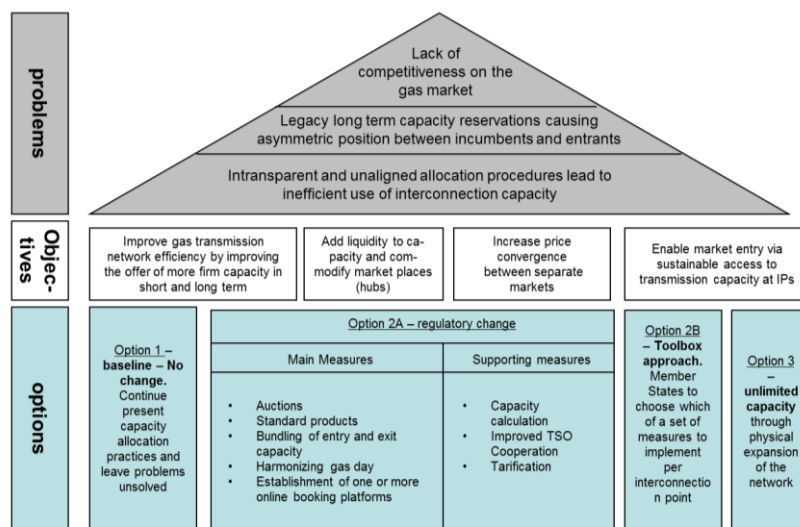 problems
Lack of
competitiveness on the
gas market
Legacy long term capacity reservations causing
asymmetric position between incumbents and entrants
Intransparent and unaligned allocation procedures lead to
inefficient use of interconnection capacity
Objec-
tives
Improve gas transmission
network efficiency by improving
the offer of more firm capacity in
short and long term
Add liquidity to ca-
pacity and com-
modify market places
(hubs)
Increase price
convergence
between separate
markets
Enable market entry via
sustainable access to
transmission capacity at IPs
options
Option 1 –
baseline – No
change.
Continue
present
capacity
allocation
practices and
leave problems
unsolved
Option 2A – regulatory change
Main Measures
• Auctions
• Standard products
• Bundling of entry and exit
capacity
• Harmonizing gas day
• Establishment of one or more
online booking platforms
Supporting measures
• Capacity
calculation
• Improved TSO
Cooperation
• Tarification
Option 2B
– Toolbox
approach.
Member
States to
choose which
of a set of
measures to
implement
per
interconnectio
n point
Option 3
–
unlimited
capacity
through
physical
expansion
of the
network